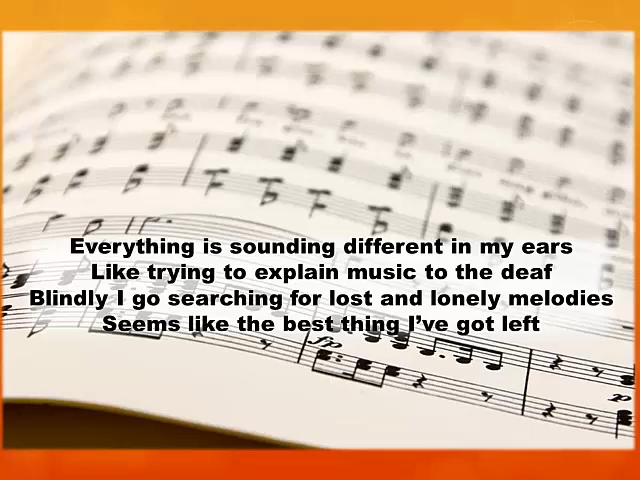 Everything is sounding different in my ears
Like trying to explain music to the deaf
Blindly I go searching for lost and lonely melodies
Seems like the best thing I've got left
fp
p